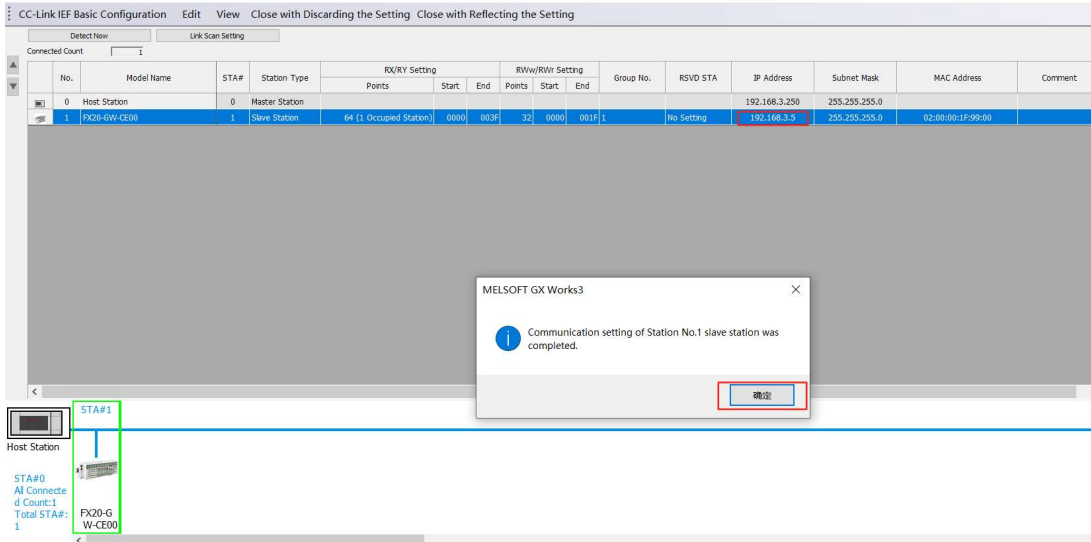 CC-Link IEF Basic Configuration Edit View Close with Discarding the Setting Close with Reflecting the Setting
Detect Now Link Scan Setting
Connected Count 1
No. Model Name STA# Station Type RX/RY Setting RWw/RWr Setting Group No. RSVD STA IP Address Subnet Mask MAC Address Comment
Points Start End Points Start End
0 Host Station 0 Master Station 192.168.3.250 255.255.255.0
1 FX20-GW-CE00 1 Slave Station 64 (1 Occupied Station) 0000 003F 32 0000 001F 1 No Setting 192.168.3.5 255.255.255.0 02:00:00:1F:99:00
MELSOFT GX Works3
Communication setting of Station No.1 slave station was
completed.
确定
STA#1
Host Station
STA#0
All Connecte
d Count:1
Total STA#:
1
FX20-G
W-CE00